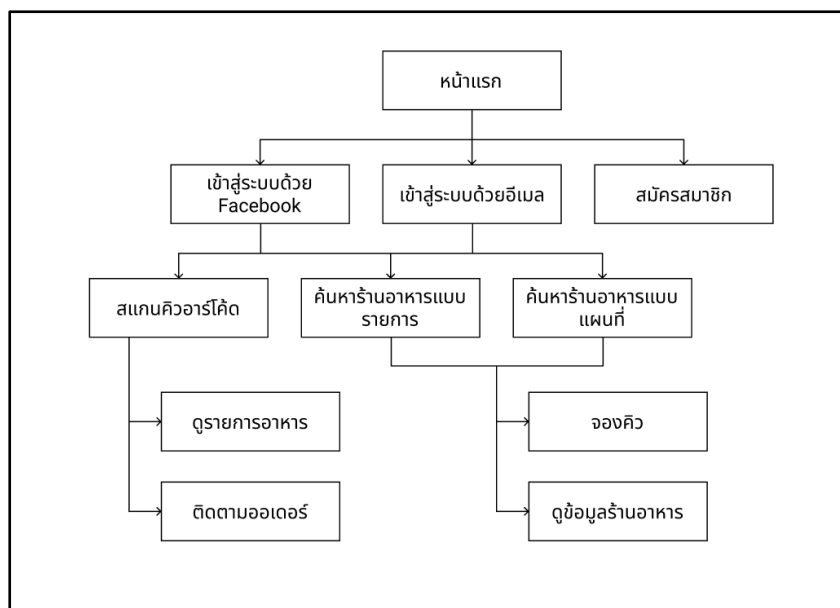 หน้าแรก
เข้าสู่ระบบด้วย
Facebook
เข้าสู่ระบบด้วยอีเมล
สมัครสมาชิก
สแกนคิวอาร์โค้ด
ค้นหาร้านอาหารแบบ
รายการ
ค้นหาร้านอาหารแบบ
แผนที่
ดูรายการอาหาร
จองคิว
ติดตามออเดอร์
ดูข้อมูลร้านอาหาร